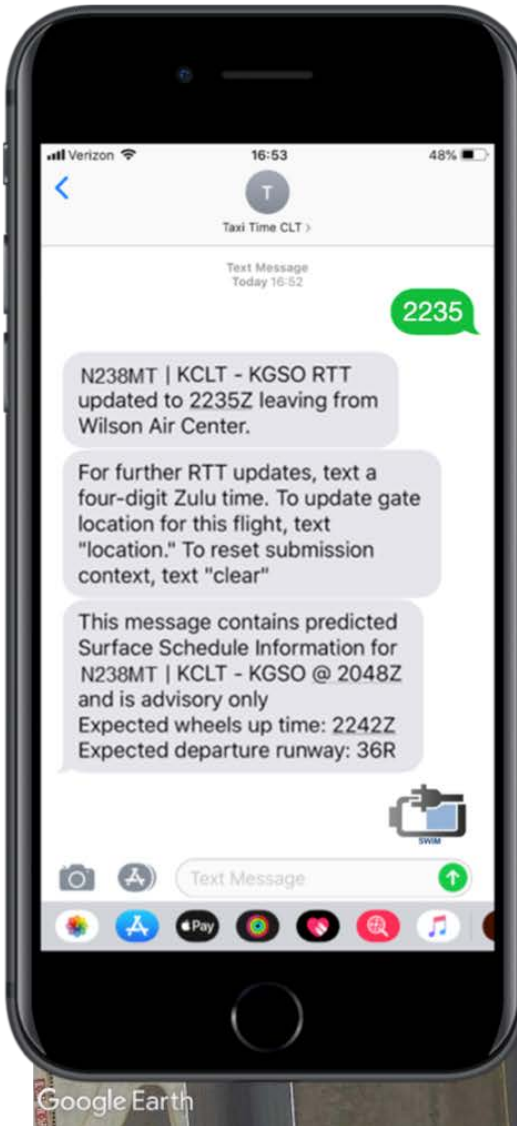 Verizon 16:53 48%
T
Taxi Time CLT >
Text Message
Today 16:52
2235
N238MT | KCLT - KGSO RTT
updated to 2235Z leaving from
Wilson Air Center.
For further RTT updates, text a
four-digit Zulu time. To update gate
location for this flight, text
"location." To reset submission
context, text "clear"
This message contains predicted
Surface Schedule Information for
N238MT | KCLT - KGSO @ 2048Z
and is advisory only
Expected wheels up time: 2242Z
Expected departure runway: 36R
SWIM
Text Message
Pay
Google Earth